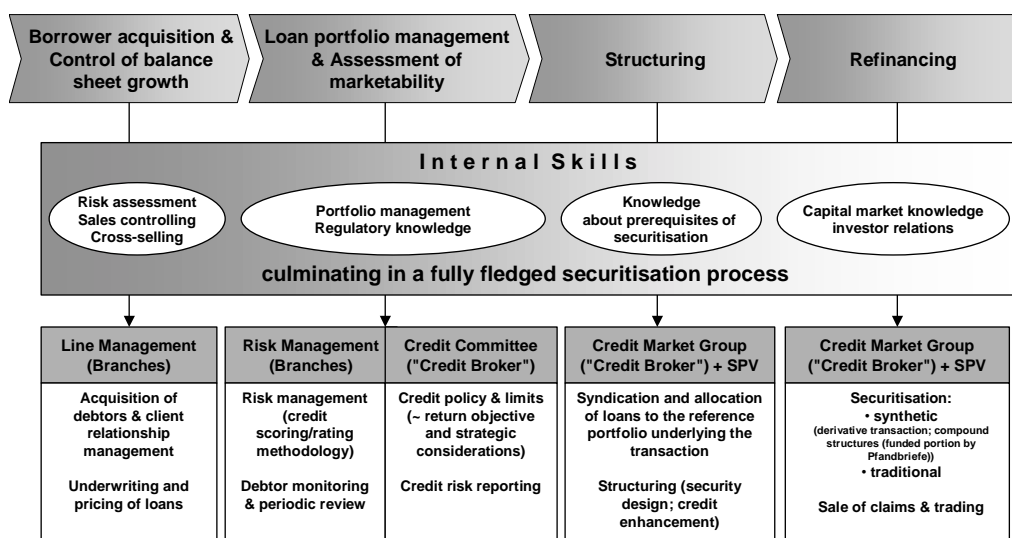 Borrower acquisition &
Control of balance
sheet growth
Loan portfolio management
& Assessment of
marketability
Structuring
Refinancing
Internal Skills
Risk assessment
Sales controlling
Cross-selling
Portfolio management
Regulatory knowledge
Knowledge
about prerequisites of
securitisation
Capital market knowledge
investor relations
culminating in a fully fledged securitisation process
Line Management
(Branches)
Acquisition of
debtors & client
relationship
management
Underwriting and
pricing of loans
Risk Management
(Branches)
Risk management
(credit
scoring/rating
methodology)
Debtor monitoring
& periodic review
Credit Committee
("Credit Broker")
Credit policy & limits
(~ return objective
and strategic
considerations)
Credit risk reporting
Credit Market Group
("Credit Broker") + SPV
Syndication and allocation
of loans to the reference
portfolio underlying the
transaction
Structuring (security
design; credit
enhancement)
Credit Market Group
("Credit Broker") + SPV
Securitisation:
• synthetic
(derivative transaction; compound
structures (funded portion by
Pfandbriefe))
• traditional
Sale of claims & trading